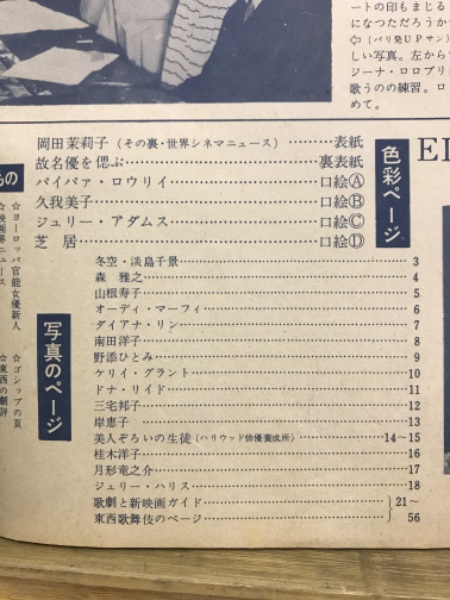 ートの印もまじる
になつただろうか
⇦(パリ発UPサン)
しい写真。左から
ジーナ・ロロブリ
歌うのの練習。ロ
めて。
色彩ページ
岡田茉莉子(その裏・世界シネマニュース)………表紙
故名優を偲ぶ………裏表紙
パイパァ・ロウリイ………口絵Ⓐ
久我美子………口絵Ⓑ
ジュリー・アダムス………口絵Ⓒ
芝居………口絵Ⓓ
写真のページ
冬空・淡島千景………3
森 雅之………4
山根寿子………5
オーディ・マーフィ………6
ダイアナ・リン………7
南田洋子………8
野添ひとみ………9
ケリイ・グラント………10
ドナ・リイド………11
三宅邦子………12
岸恵子………13
美人ぞろいの生徒(ハリウッド俳優養成所)………14〜15
桂木洋子………16
月形竜之介………17
ジェリー・ハリス………18
歌劇と新映画ガイド………21〜
東西歌舞伎のページ………56
もの
☆ヨーロッパ官能女優新人
☆映画界ニュース
☆ゴシップの頁
☆東西の劇評